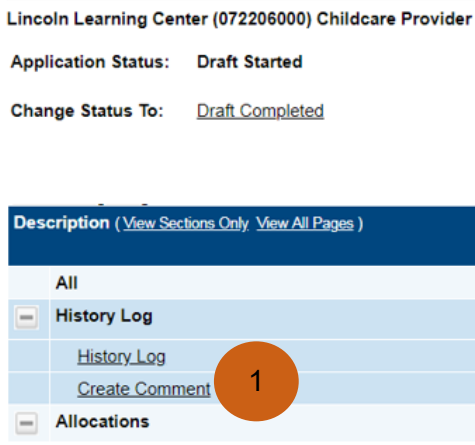 Lincoln Learning Center (072206000) Childcare Provider
Application Status: Draft Started
Change Status To: Draft Completed
Description ( View Sections Only View All Pages )
All
History Log
History Log
Create Comment
1
Allocations